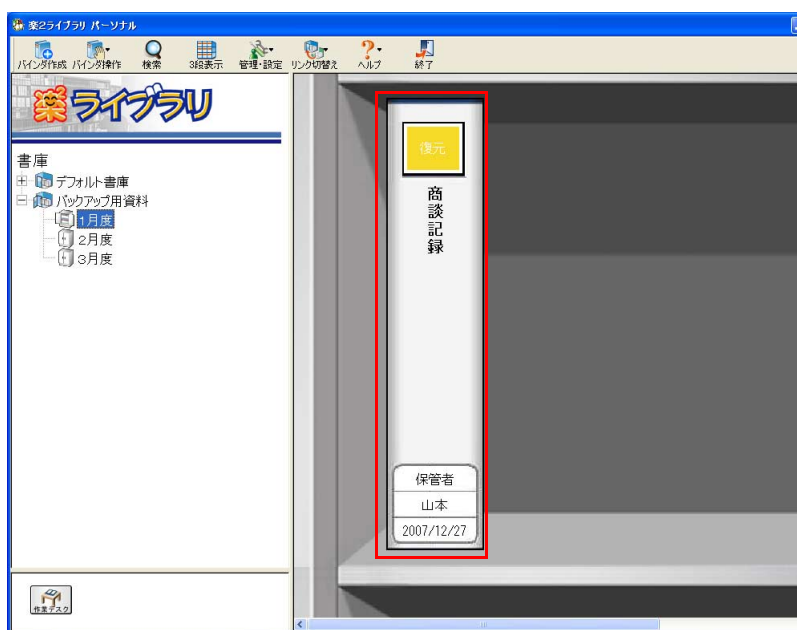 楽2ライブラリ パーソナル
バインダ作成 バインダ操作 検索 3段表示 管理・設定 リンク切替え ヘルプ 終了
楽ライブラリ
書庫
デフォルト書庫
バックアップ用資料
1月度
2月度
3月度
作業デスク
復元
商談記録
保管者
山本
2007/12/27